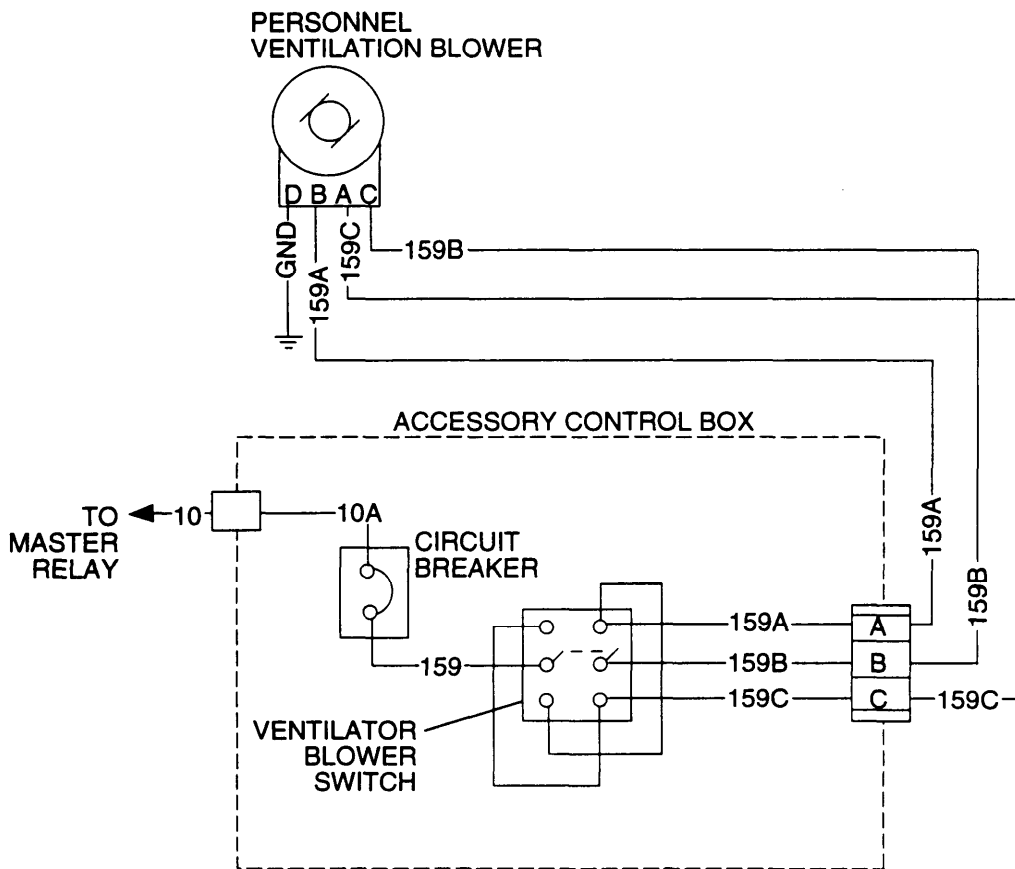 PERSONNEL
VENTILATION BLOWER
D B A C
GND
159A
159C
159B
ACCESSORY CONTROL BOX
TO
MASTER
RELAY
10
10A
CIRCUIT
BREAKER
159A
159B
159
159A
A
159B
B
159C
C
159C
VENTILATOR
BLOWER
SWITCH